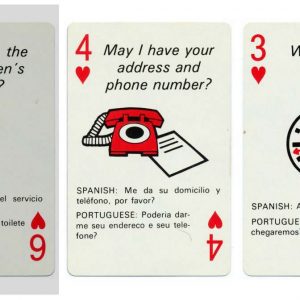 the
en's
?
el servicio
toilete
6
4
May I have your
address and
phone number?
SPANISH: Me da su domicilio y
teléfono, por favor?
PORTUGUESE: Poderia dar-
me seu endereco e seu tele-
fone?
4
3
W
SPANISH: A
PORTUGUE
chegaremos?